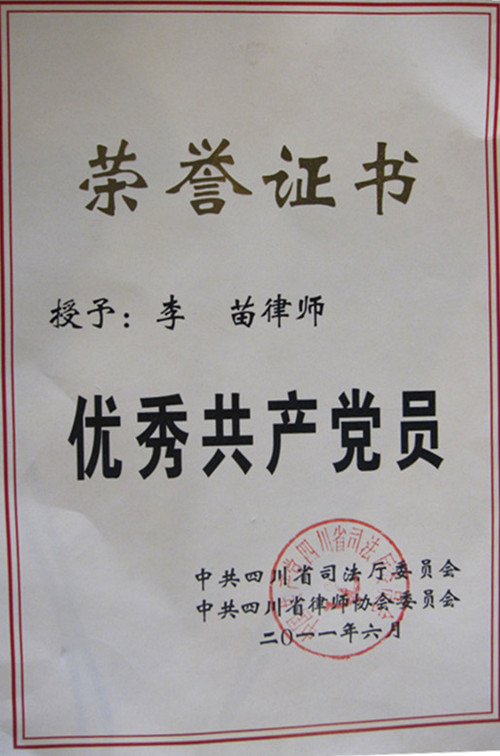 荣誉证书
授予：李 苗律师
优秀共产党员
中共四川省司法厅委员会
中共四川省律师协会委员会
二〇一一年六月